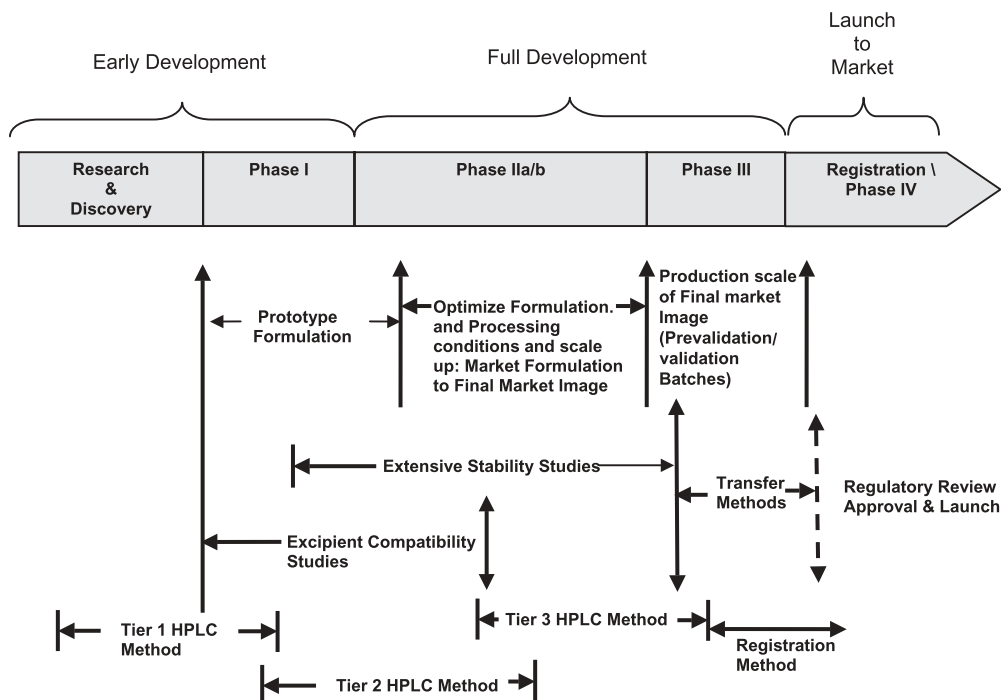 Early Development
Full Development
Launch
to
Market
Research
&
Discovery
Phase I
Phase IIa/b
Phase III
Registration \
Phase IV
Prototype
Formulation
Optimize Formulation.
and Processing
conditions and scale
up: Market Formulation
to Final Market Image
Production scale
of Final market
Image
(Prevalidation/
validation
Batches)
Extensive Stability Studies
Transfer
Methods
Regulatory Review
Approval & Launch
Excipient Compatibility
Studies
Tier 1 HPLC
Method
Tier 3 HPLC Method
Registration
Method
Tier 2 HPLC Method